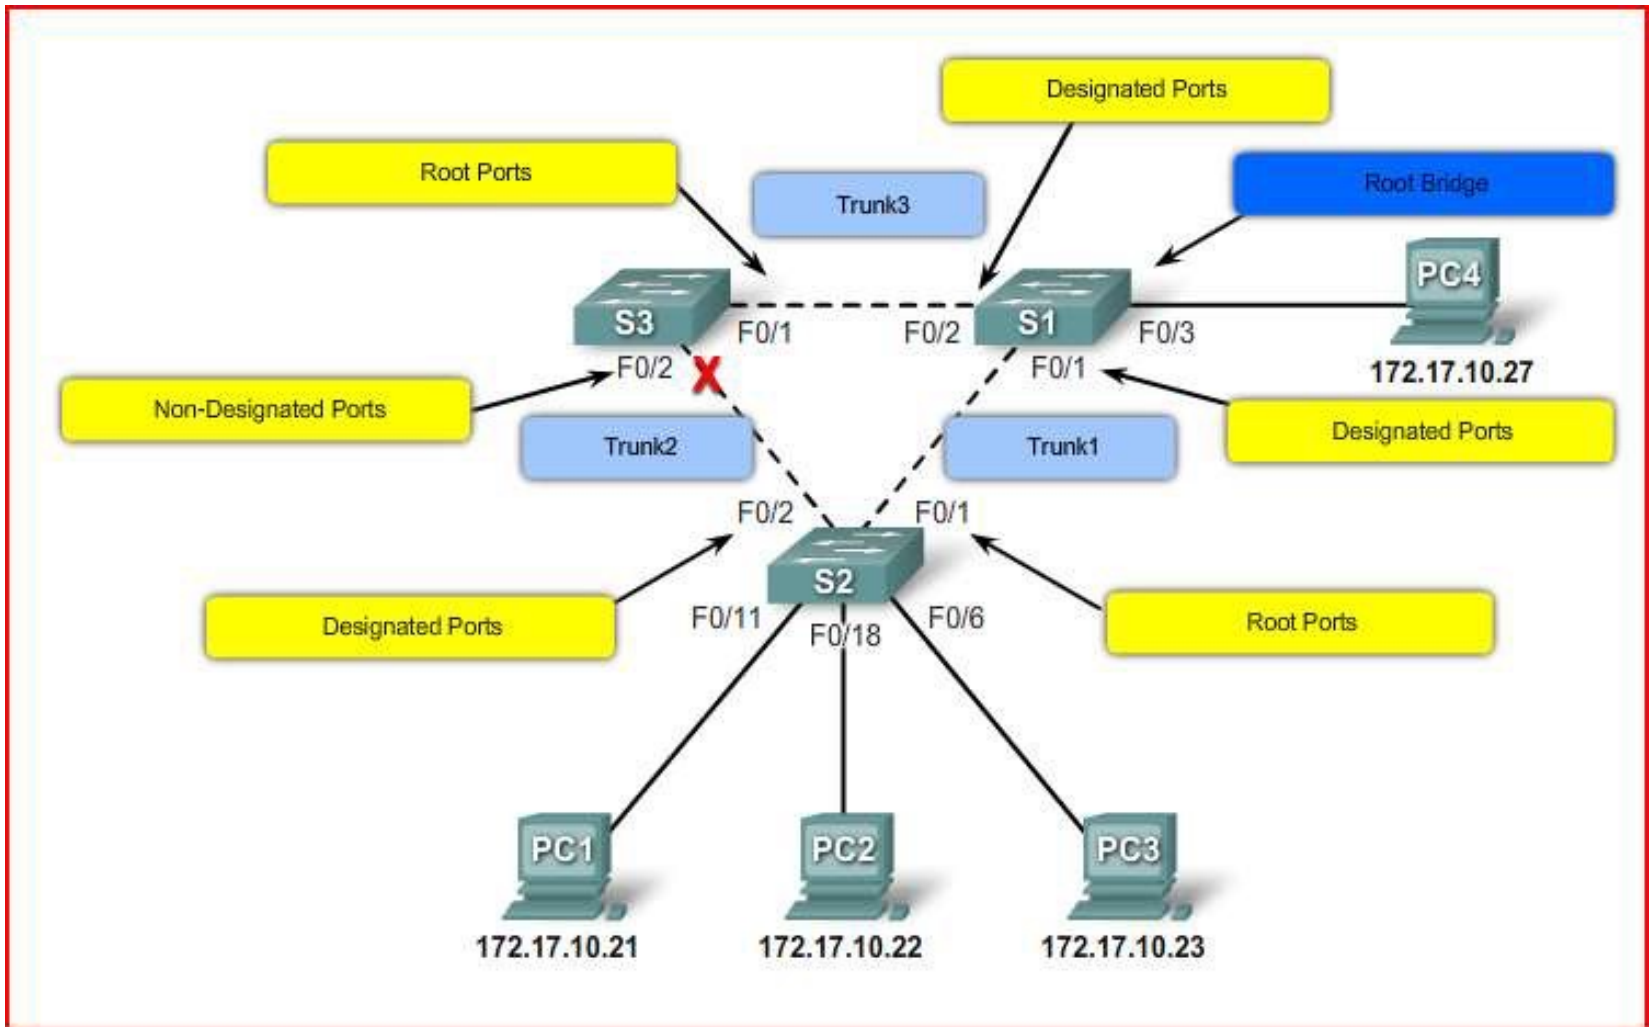 Designated Ports
Root Ports
Root Bridge
Trunk3
PC4
S3
S1
F0/1
F0/2
F0/3
F0/2
X
F0/1
172.17.10.27
Non-Designated Ports
Designated Ports
Trunk2
Trunk1
F0/2
F0/1
S2
Designated Ports
F0/11
F0/18
F0/6
Root Ports
PC1
PC2
PC3
172.17.10.21
172.17.10.22
172.17.10.23